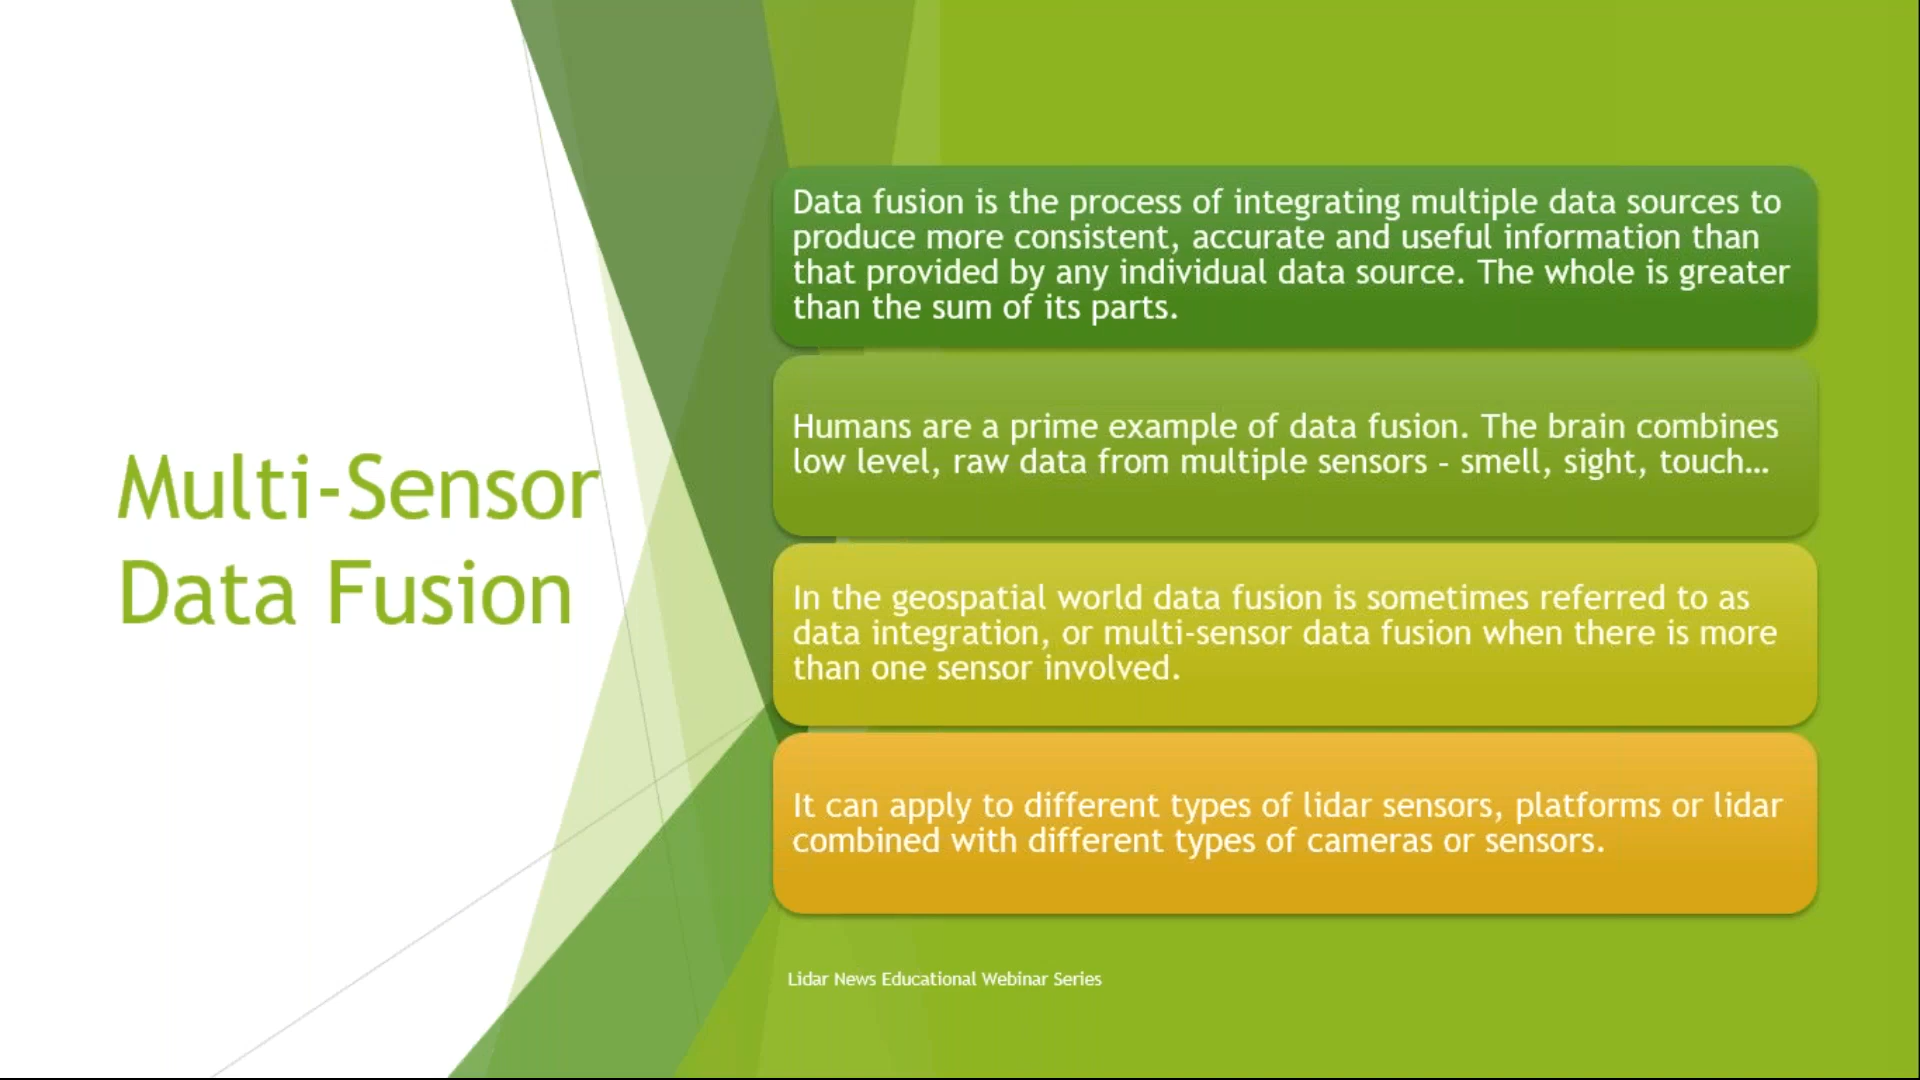 Multi-Sensor
Data Fusion
Data fusion is the process of integrating multiple data sources to
produce more consistent, accurate and useful information than
that provided by any individual data source. The whole is greater
than the sum of its parts.
Humans are a prime example of data fusion. The brain combines
low level, raw data from multiple sensors - smell, sight, touch...
In the geospatial world data fusion is sometimes referred to as
data integration, or multi-sensor data fusion when there is more
than one sensor involved.
It can apply to different types of lidar sensors, platforms or lidar
combined with different types of cameras or sensors.
Lidar News Educational Webinar Series